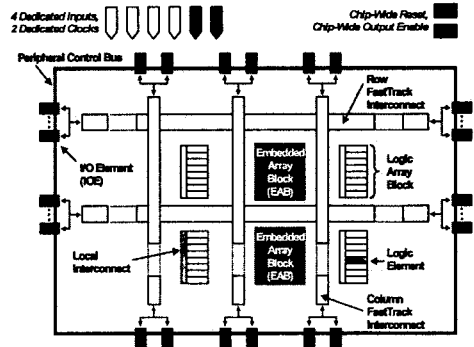 4 Dedicated Inputs,
2 Dedicated Clocks
Chip-Wide Reset,
Chip-Wide Output Enable
Peripheral Control Bus
Row
FastTrack
Interconnect
I/O Element
(IOE)
Embedded
Array
Block
(EAB)
Logic
Array
Block
Local
Interconnect
Embedded
Array
Block
(EAB)
Logic
Element
Column
FastTrack
Interconnect